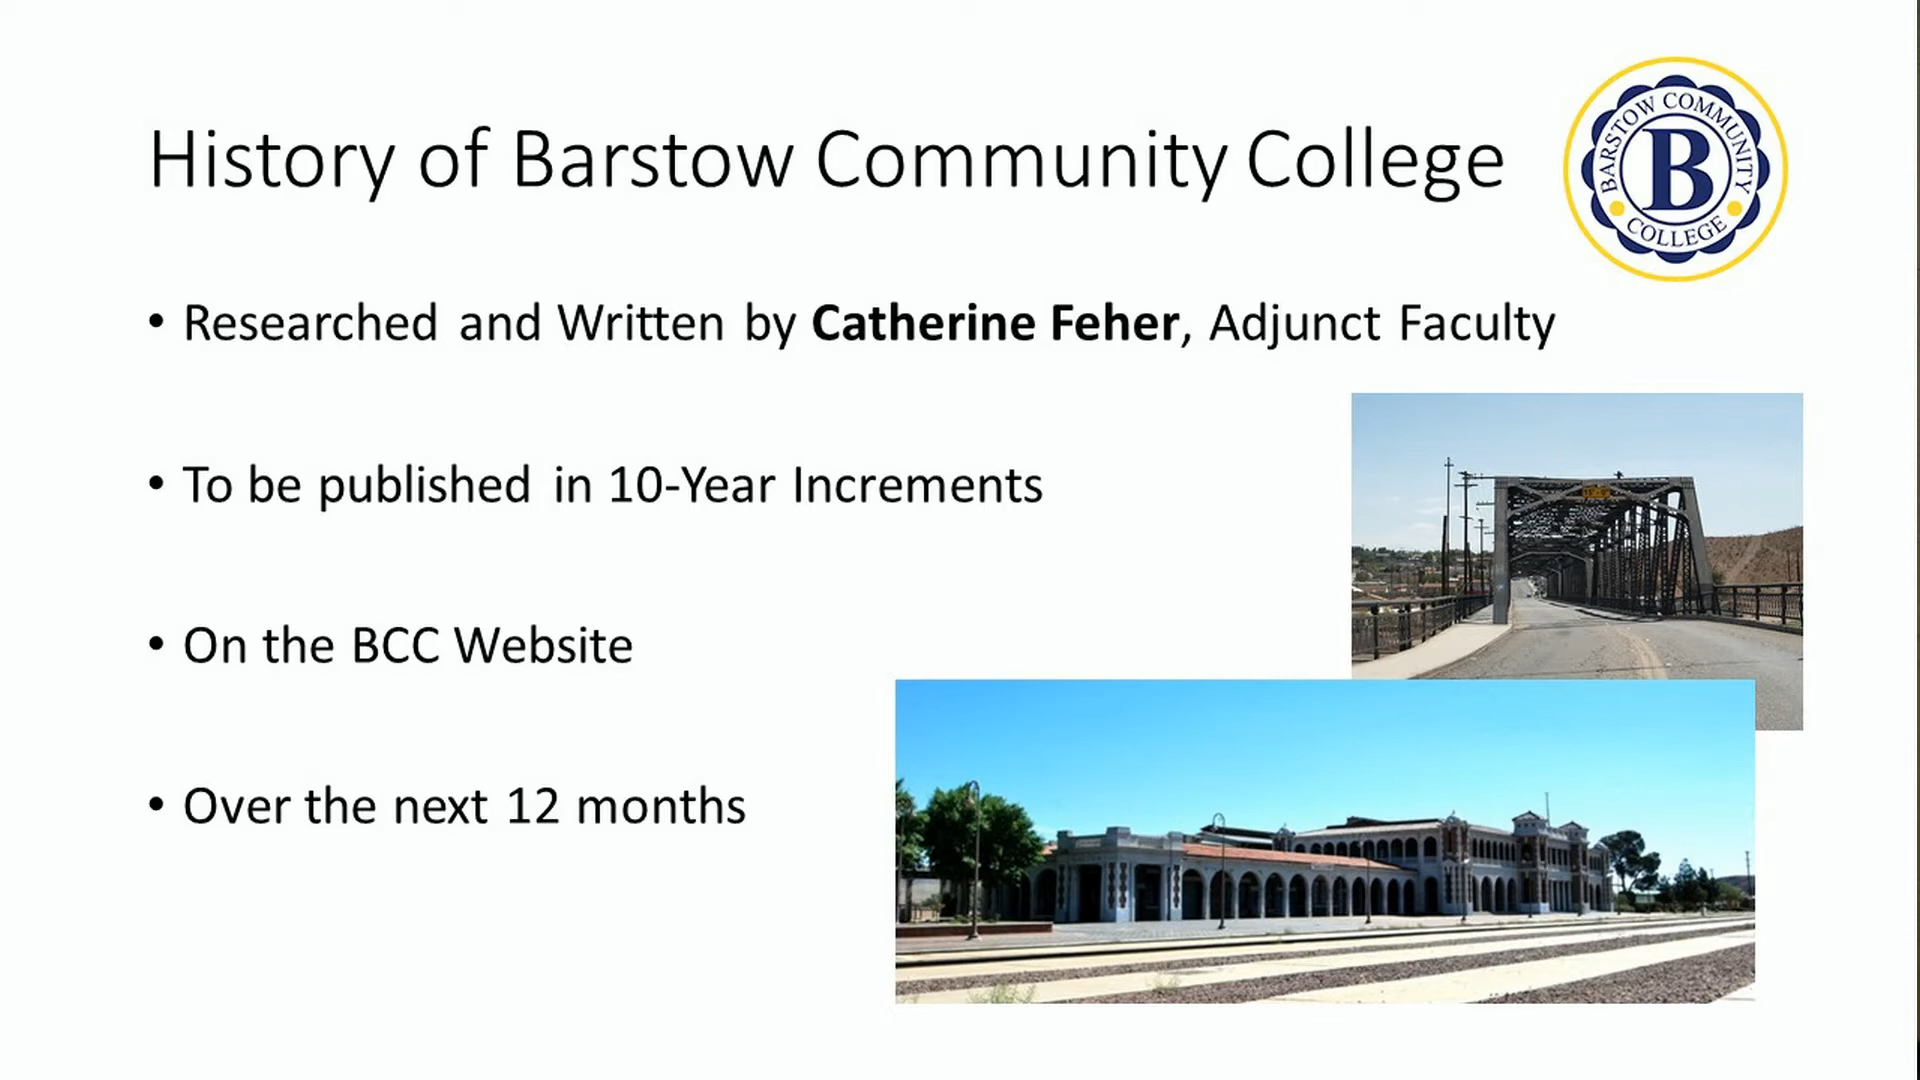 History of Barstow Community College
BARSTOW COMMUNITY
B
COLLEGE
• Researched and Written by Catherine Feher, Adjunct Faculty
• To be published in 10-Year Increments
• On the BCC Website
• Over the next 12 months